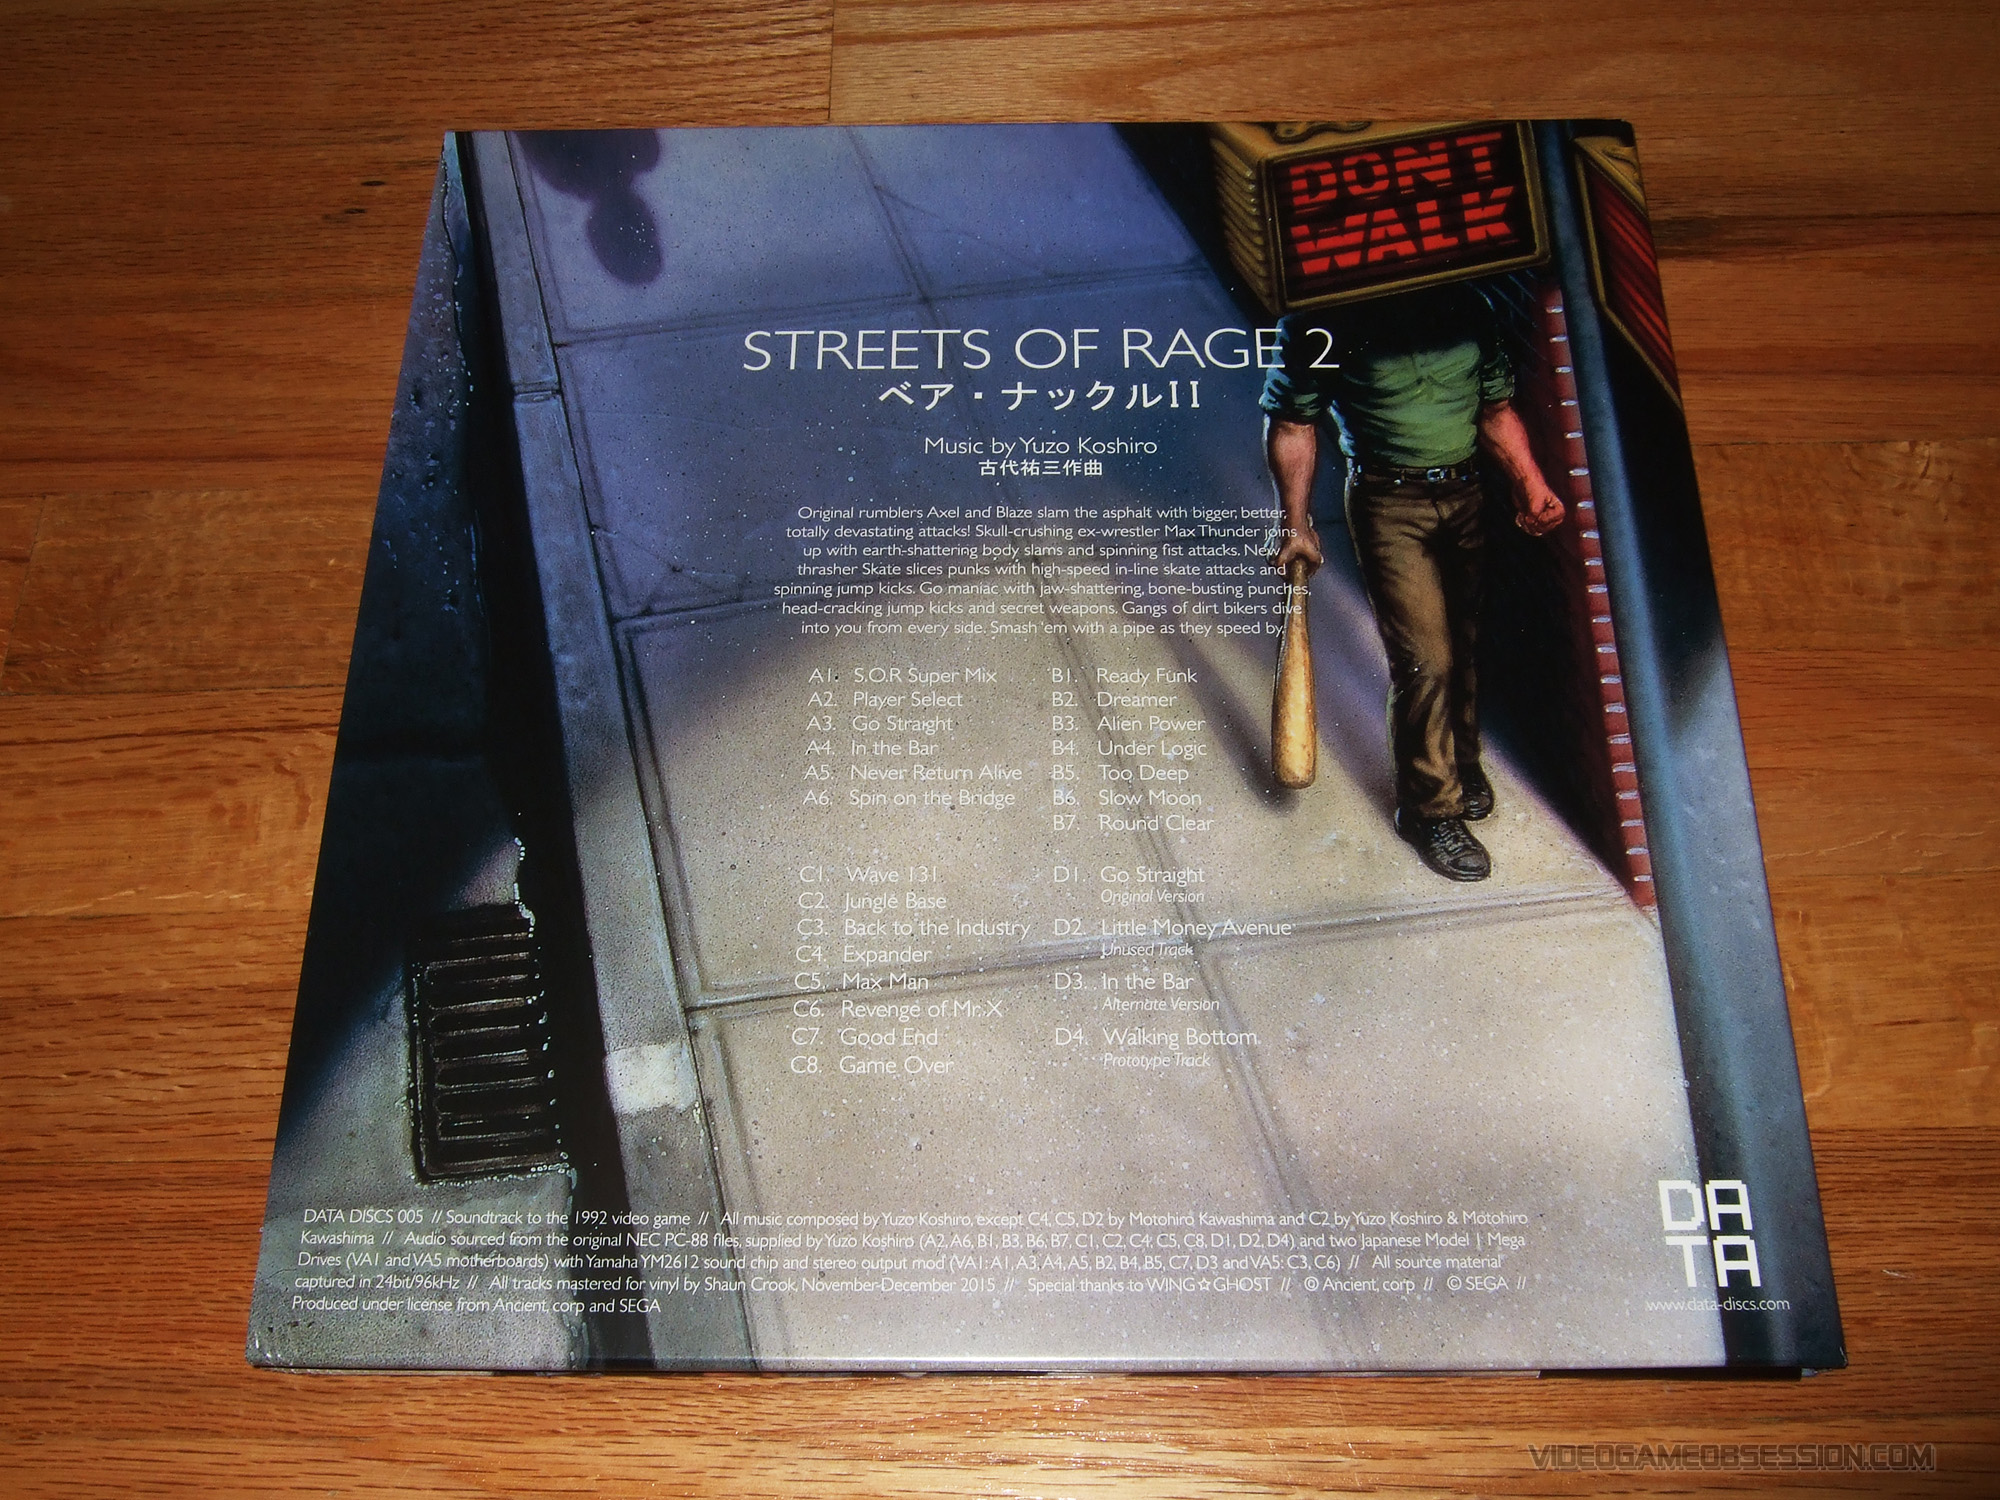 DONT
WALK
STREETS OF RAGE 2
ベア・ナックルII
Music by Yuzo Koshiro
古代祐三作曲
Original rumblers Axel and Blaze slam the asphalt with bigger, better,
totally devastating attacks! Skull-crushing ex-wrestler Max Thunder joins
up with earth-shattering body slams and spinning fist attacks. New
thrasher Skate slices punks with high-speed in-line skate attacks and
spinning jump kicks. Go maniac with jaw-shattering, bone-busting punches,
head-cracking jump kicks and secret weapons. Gangs of dirt bikers dive
into you from every side. Smash 'em with a pipe as they speed by.
A1. S.O.R Super Mix
A2. Player Select
A3. Go Straight
A4. In the Bar
A5. Never Return Alive
A6. Spin on the Bridge
B1. Ready Funk
B2. Dreamer
B3. Alien Power
B4. Under Logic
B5. Too Deep
B6. Slow Moon
B7. Round Clear
C1. Wave 131
C2. Jungle Base
C3. Back to the Industry
C4. Expander
C5. Max Man
C6. Revenge of Mr. X
C7. Good End
C8. Game Over
D1. Go Straight
Original Version
D2. Little Money Avenue
Unused Track
D3. In the Bar
Alternate Version
D4. Walking Bottom
Prototype Track
DATA DISCS 005 // Soundtrack to the 1992 video game // All music composed by Yuzo Koshiro, except C4, C5, D2 by Motohiro Kawashima and C2 by Yuzo Koshiro & Motohiro
Kawashima // Audio sourced from the original NEC PC-88 files, supplied by Yuzo Koshiro (A2, A6, B1, B3, B6, B7, C1, C2, C4, C5, C8, D1, D2, D4) and two Japanese Model 1 Mega
Drives (VA1 and VA5 motherboards) with Yamaha YM2612 sound chip and stereo output mod (VA1: A1, A3, A4, A5, B2, B4, B5, C7, D3 and VA5: C3, C6) // All source material
captured in 24bit/96kHz // All tracks mastered for vinyl by Shaun Crook, November-December 2015 // Special thanks to WING☆GHOST // ℗ Ancient, corp // © SEGA //
Produced under license from Ancient, corp and SEGA
DA
TA
www.data-discs.com
VIDEOGAMEOBSESSION.COM